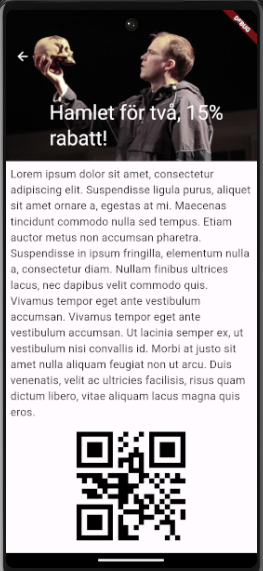 DEBUG
Hamlet för två, 15%
rabatt!
Lorem ipsum dolor sit amet, consectetur
adipiscing elit. Suspendisse ligula purus, aliquet
sit amet ornare a, egestas at mi. Maecenas
tincidunt commodo nulla sed tempus. Etiam
auctor metus non accumsan pharetra.
Suspendisse in ipsum fringilla, elementum nulla
a, consectetur diam. Nullam finibus ultrices
lacus, nec dapibus velit commodo quis.
Vivamus tempor eget ante vestibulum
accumsan. Vivamus tempor eget ante
vestibulum accumsan. Ut lacinia semper ex, ut
vestibulum nisi convallis id. Morbi at justo sit
amet nulla aliquam feugiat non ut arcu. Duis
venenatis, velit ac ultricies facilisis, risus quam
dictum libero, vitae aliquam lacus magna quis
eros.